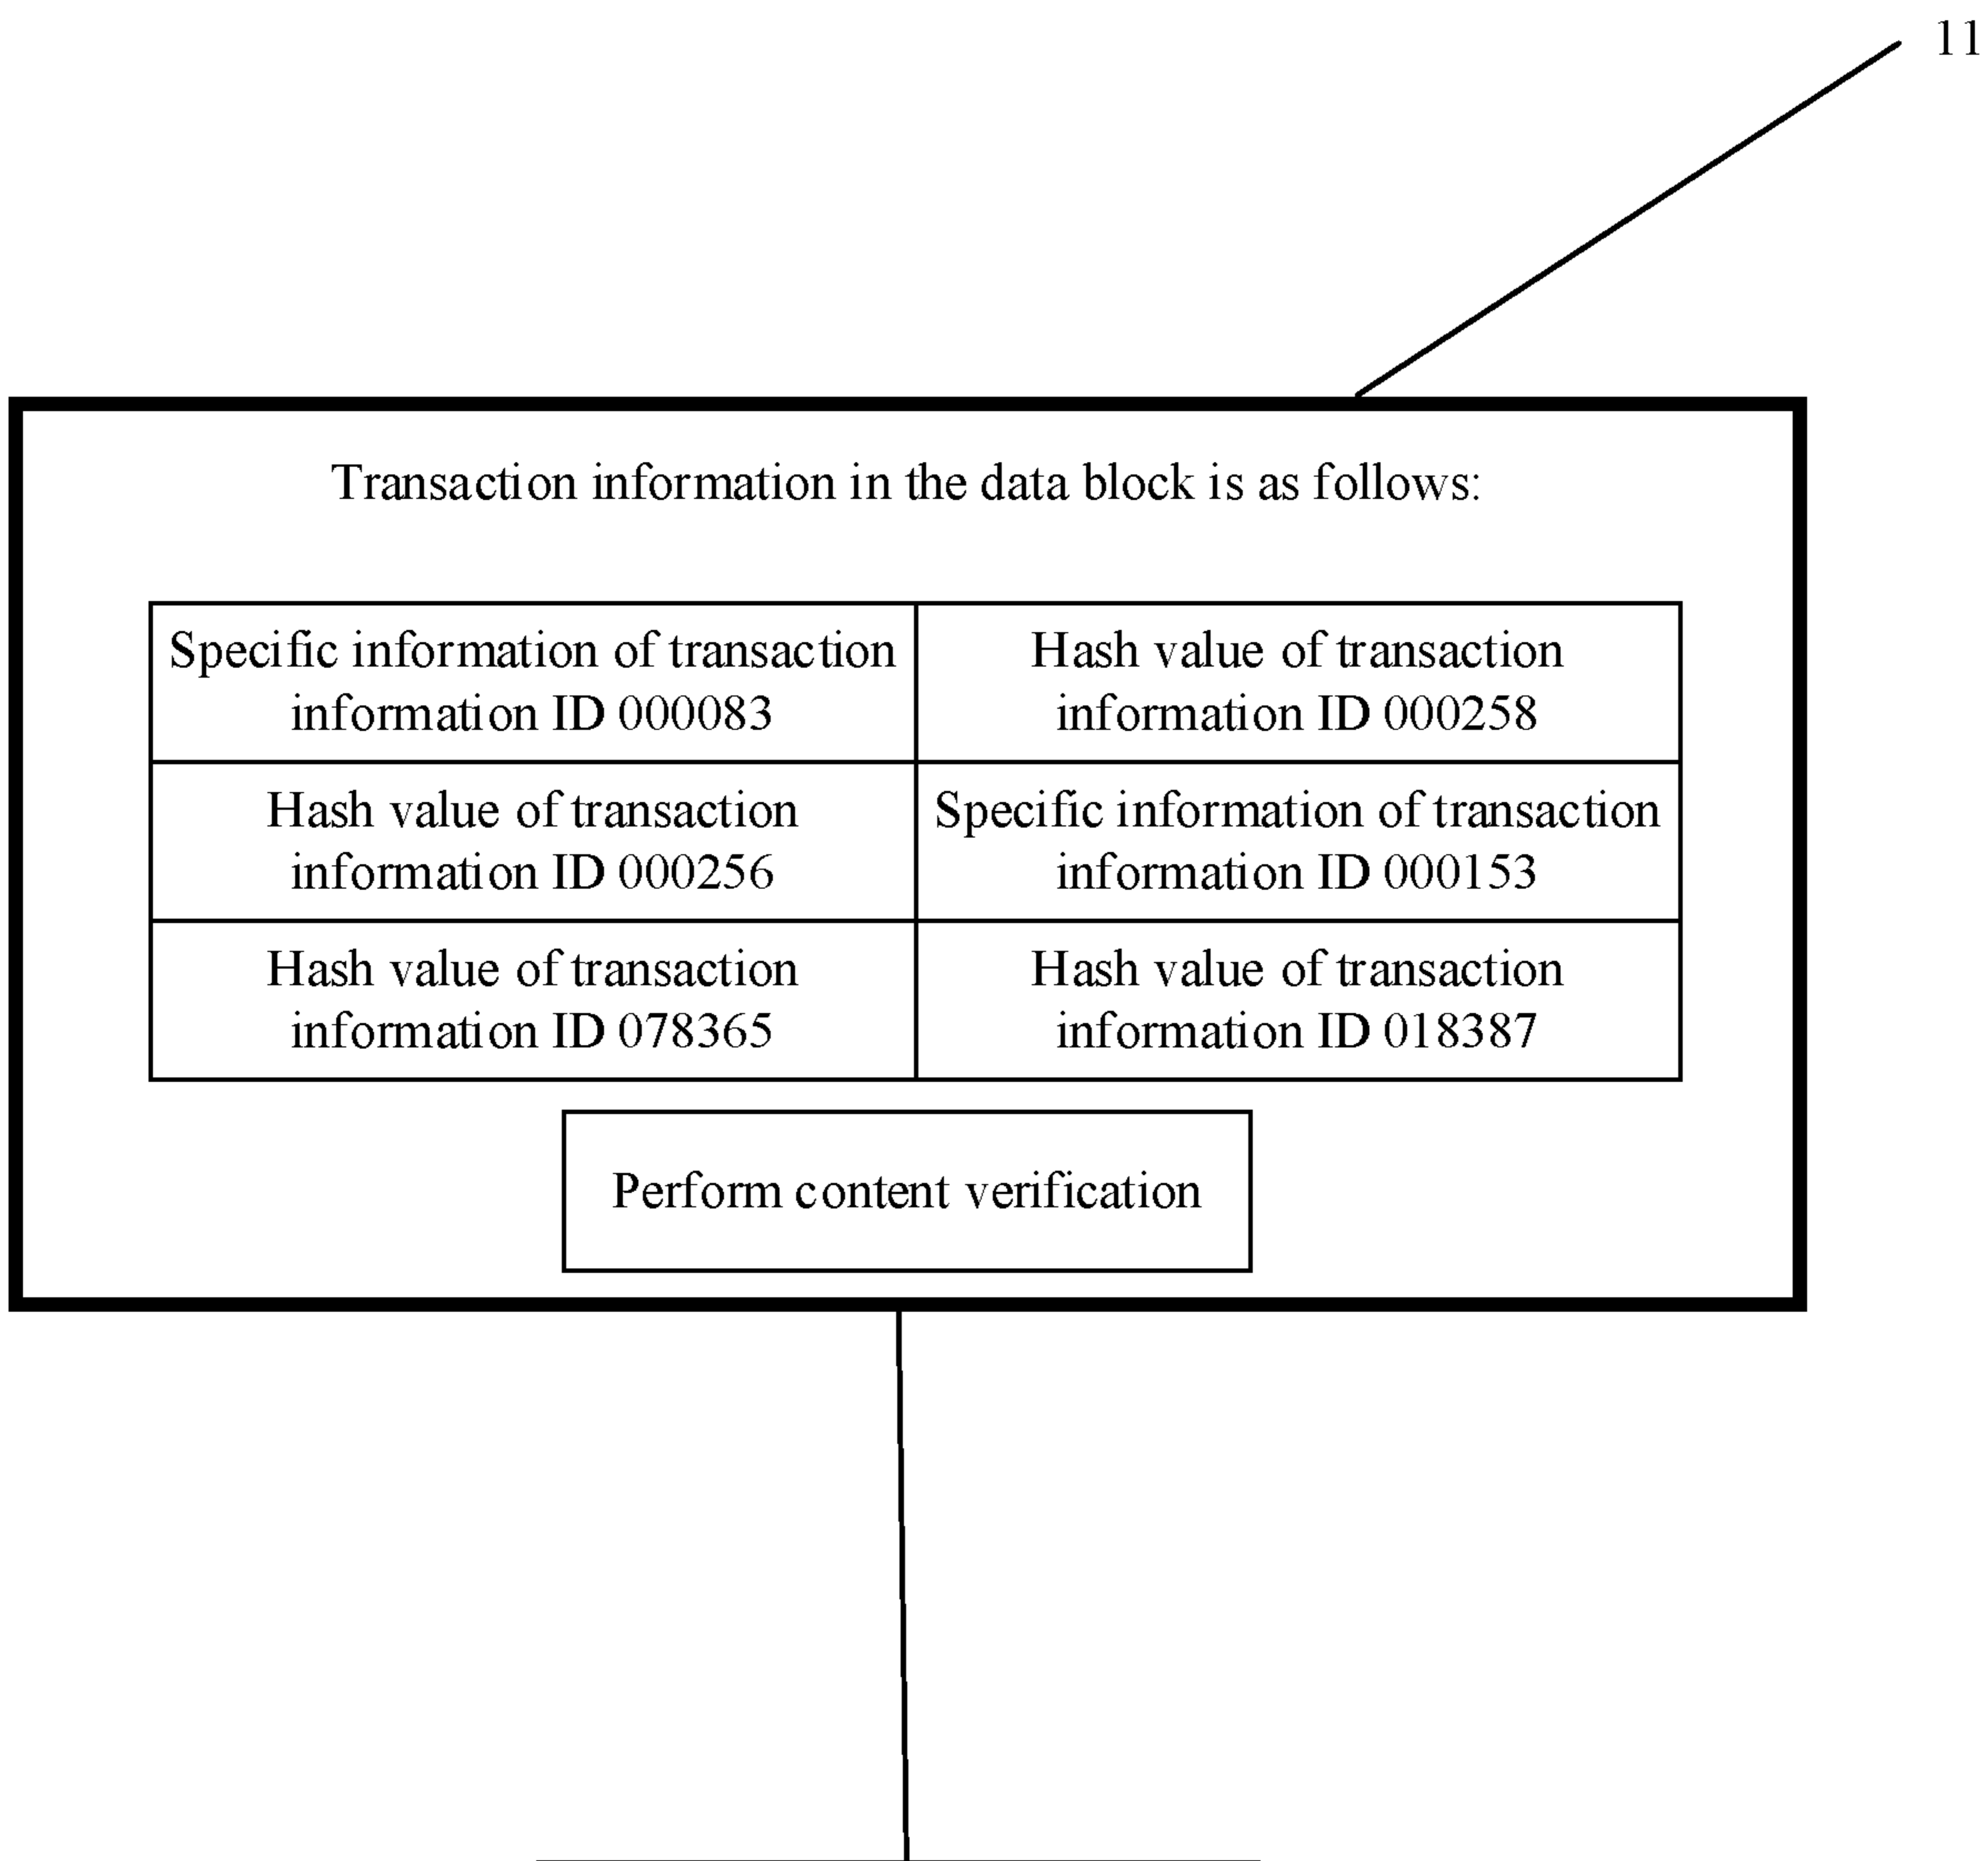 11
Transaction information in the data block is as follows:
Specific information of transaction
information ID 000083
Hash value of transaction
information ID 000258
Hash value of transaction
information ID 000256
Specific information of transaction
information ID 000153
Hash value of transaction
information ID 078365
Hash value of transaction
information ID 018387
Perform content verification